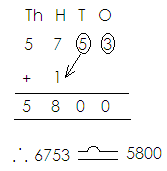 Th H T O
5 7 5 3
+ 1
5 8 0 0
∴ 6753 ≏ 5800